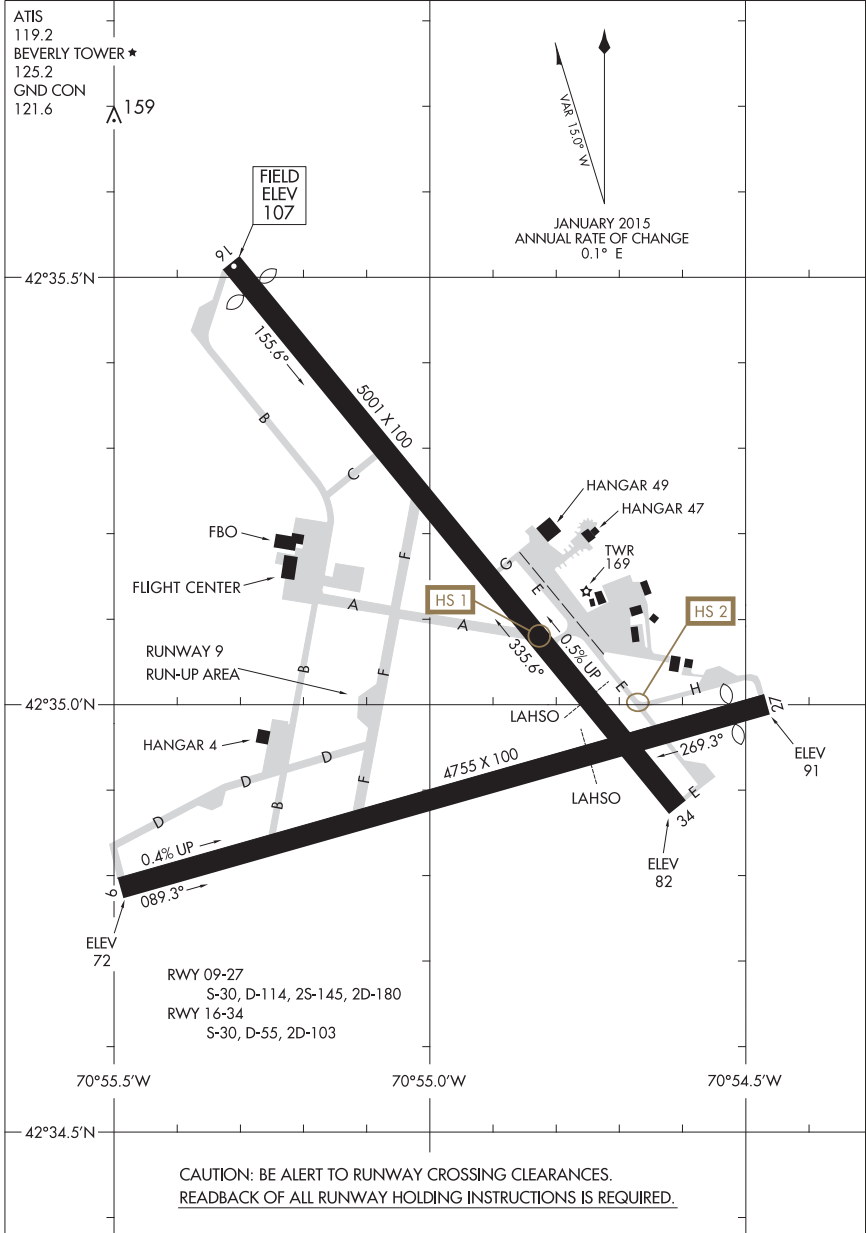 ATIS
119.2
BEVERLY TOWER ★
125.2
GND CON
121.6
159
VAR 15.0° W
JANUARY 2015
ANNUAL RATE OF CHANGE
0.1° E
FIELD
ELEV
107
16
42°35.5'N
155.6°
5001 X 100
B
C
F
FBO
FLIGHT CENTER
HANGAR 49
HANGAR 47
TWR
169
G
E
A
HS 1
A
HS 2
RUNWAY 9
RUN-UP AREA
B
F
335.6°
0.5% UP
E
H
42°35.0'N
LAHSO
27
HANGAR 4
D
D
D
B
F
4755 X 100
269.3°
LAHSO
ELEV
91
E
34
ELEV
82
0.4% UP
089.3°
9
ELEV
72
RWY 09-27
S-30, D-114, 2S-145, 2D-180
RWY 16-34
S-30, D-55, 2D-103
70°55.5'W
70°55.0'W
70°54.5'W
42°34.5'N
CAUTION: BE ALERT TO RUNWAY CROSSING CLEARANCES.
READBACK OF ALL RUNWAY HOLDING INSTRUCTIONS IS REQUIRED.